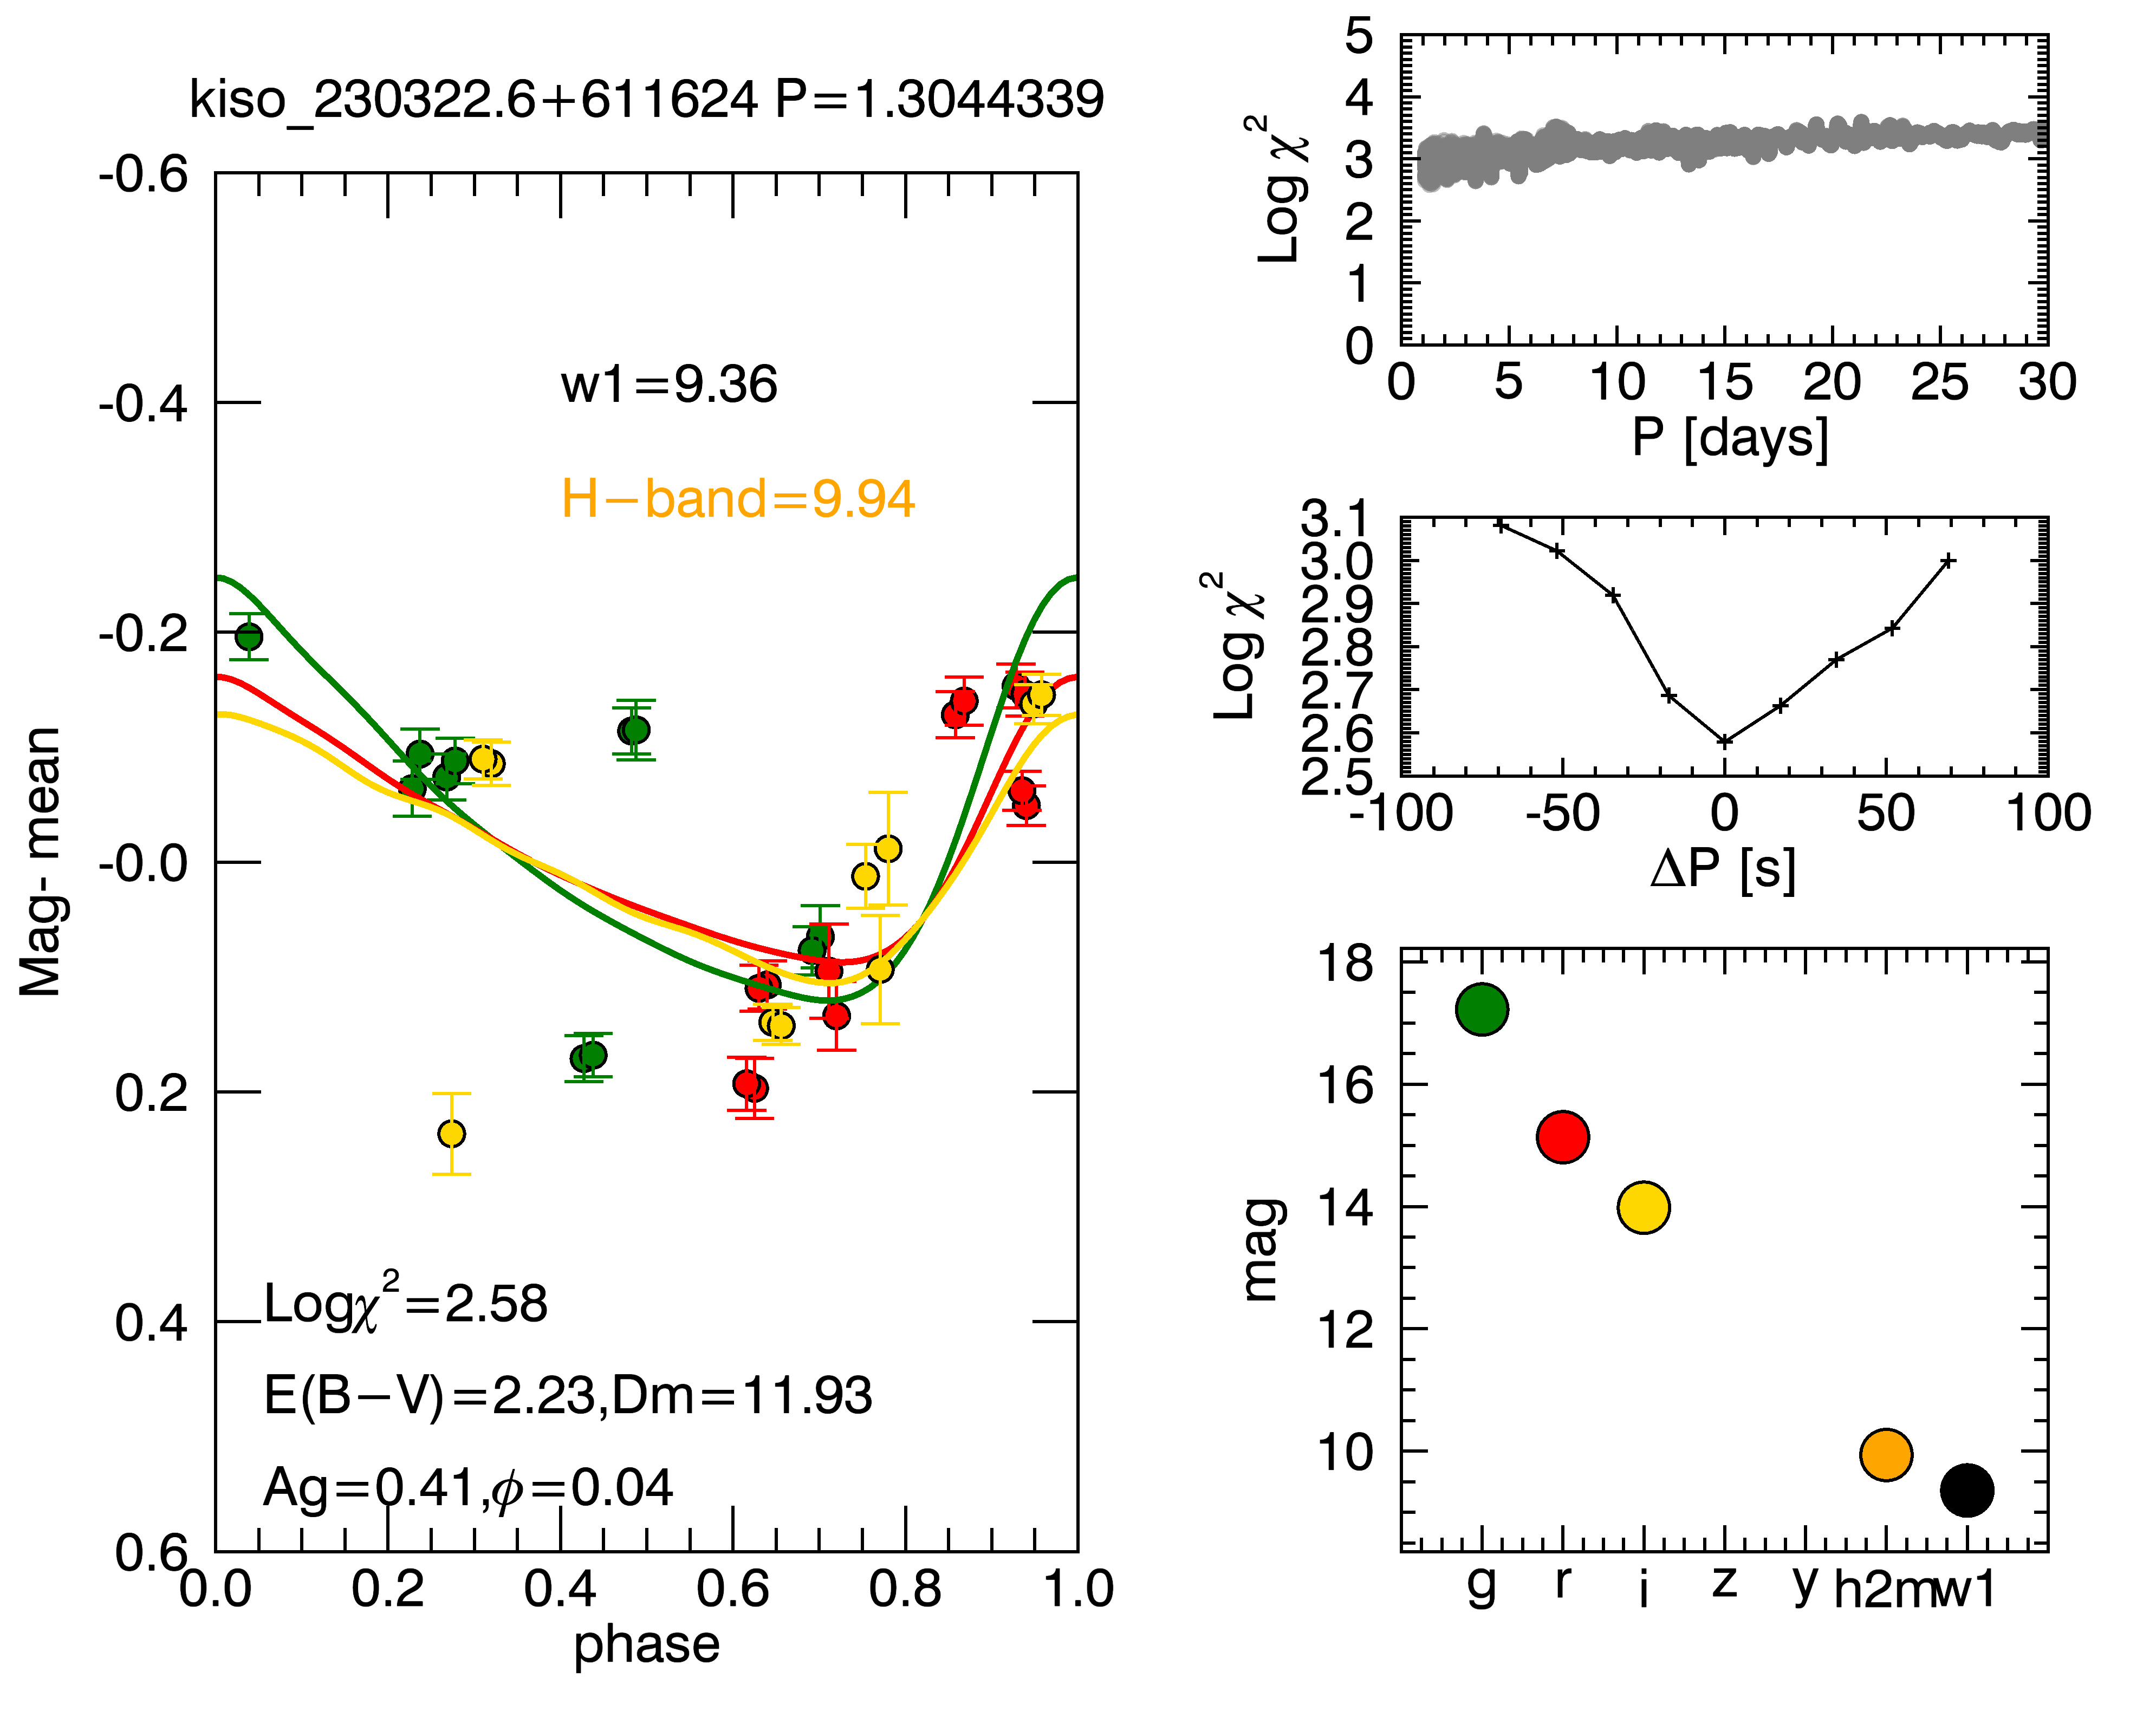 kiso_230322.6+611624 P=1.3044339
-0.6
-0.4
-0.2
-0.0
0.2
0.4
0.6
Mag- mean
w1=9.36
H−band=9.94
Logχ²=2.58
E(B−V)=2.23,Dm=11.93
Ag=0.41,ϕ=0.04
0.0 0.2 0.4 0.6 0.8 1.0
phase
5
4
3
2
1
0
Log χ²
0 5 10 15 20 25 30
P [days]
3.1
3.0
2.9
2.8
2.7
2.6
2.5
Log χ²
-100 -50 0 50 100
ΔP [s]
18
16
14
12
10
mag
g r i z y h2mw1